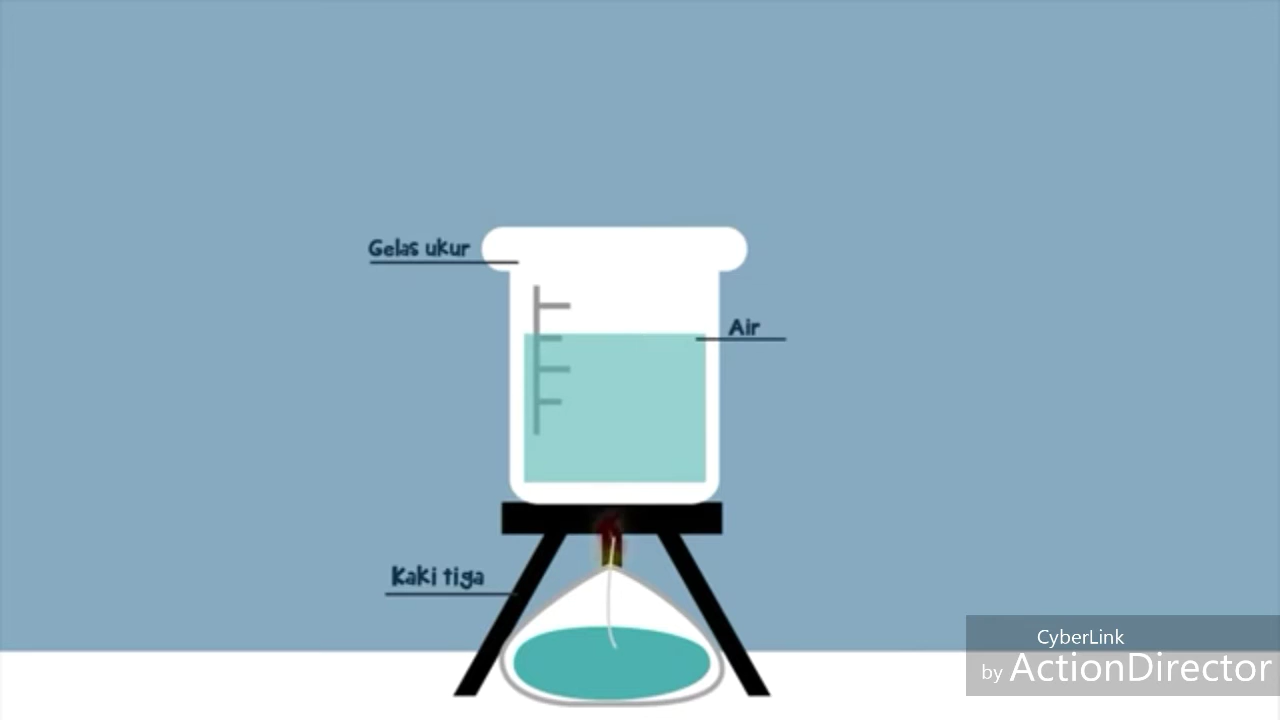 Gelas ukur
Air
Kaki tiga
CyberLink
by ActionDirector